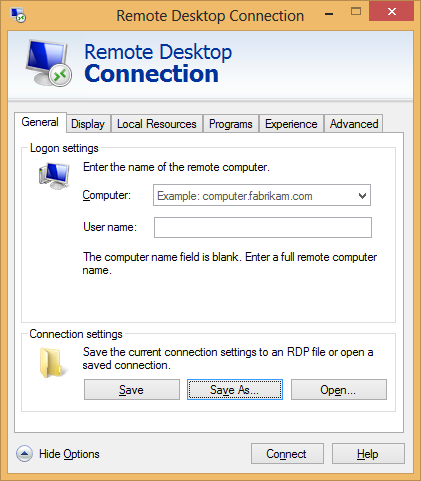 Remote Desktop Connection
Remote Desktop
Connection
General Display Local Resources Programs Experience Advanced
Logon settings
Enter the name of the remote computer.
Computer: Example: computer.fabrikam.com
User name:
The computer name field is blank. Enter a full remote computer
name.
Connection settings
Save the current connection settings to an RDP file or open a
saved connection.
Save Save As... Open...
Hide Options Connect Help